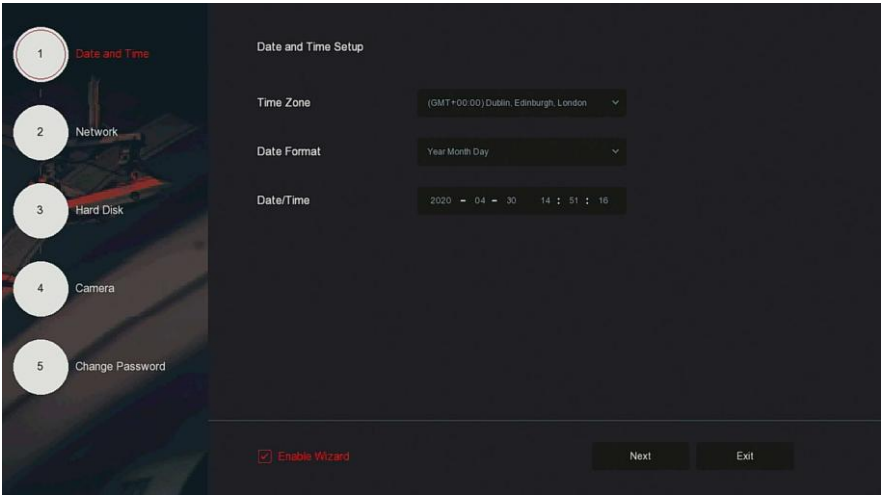 1 Date and Time
2 Network
3 Hard Disk
4 Camera
5 Change Password
Date and Time Setup
Time Zone (GMT+00:00) Dublin, Edinburgh, London
Date Format Year Month Day
Date/Time 2020 - 04 - 30 14 : 51 : 16
Enable Wizard Next Exit